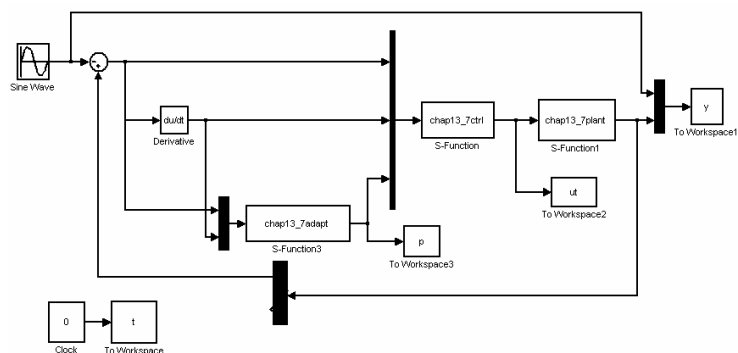 Sine Wave
du/dt
Derivative
chap13_7ctrl
S-Function
chap13_7plant
S-Function1
y
To Workspace1
ut
To Workspace2
chap13_7adapt
S-Function3
p
To Workspace3
0
Clock
t
To Workspace